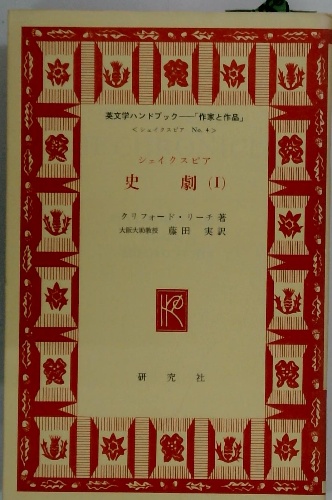 英文学ハンドブック──「作家と作品」
<シェイクスピア No. 4>
シェイクスピア
史 劇 (I)
クリフォード・リーチ著
大阪大助教授 藤田 実訳
研究社